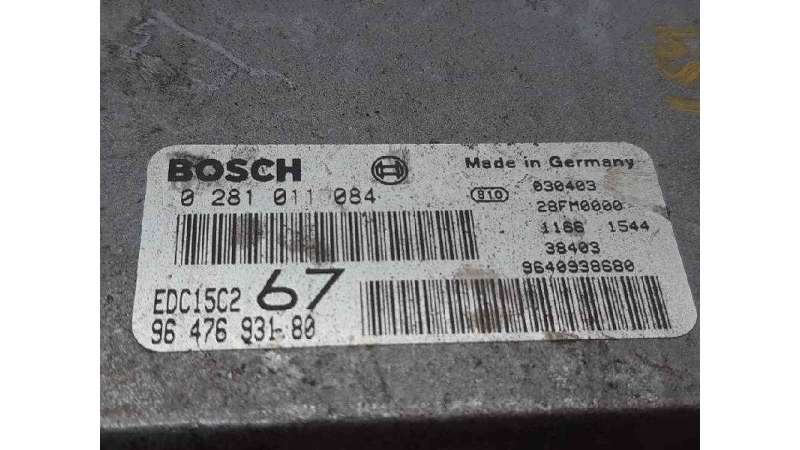 BOSCH
Made in Germany
0 281 011 084
810
030403
28FM0000
1166 1544
38403
9640938680
EDC15C2
67
96 476 931 80